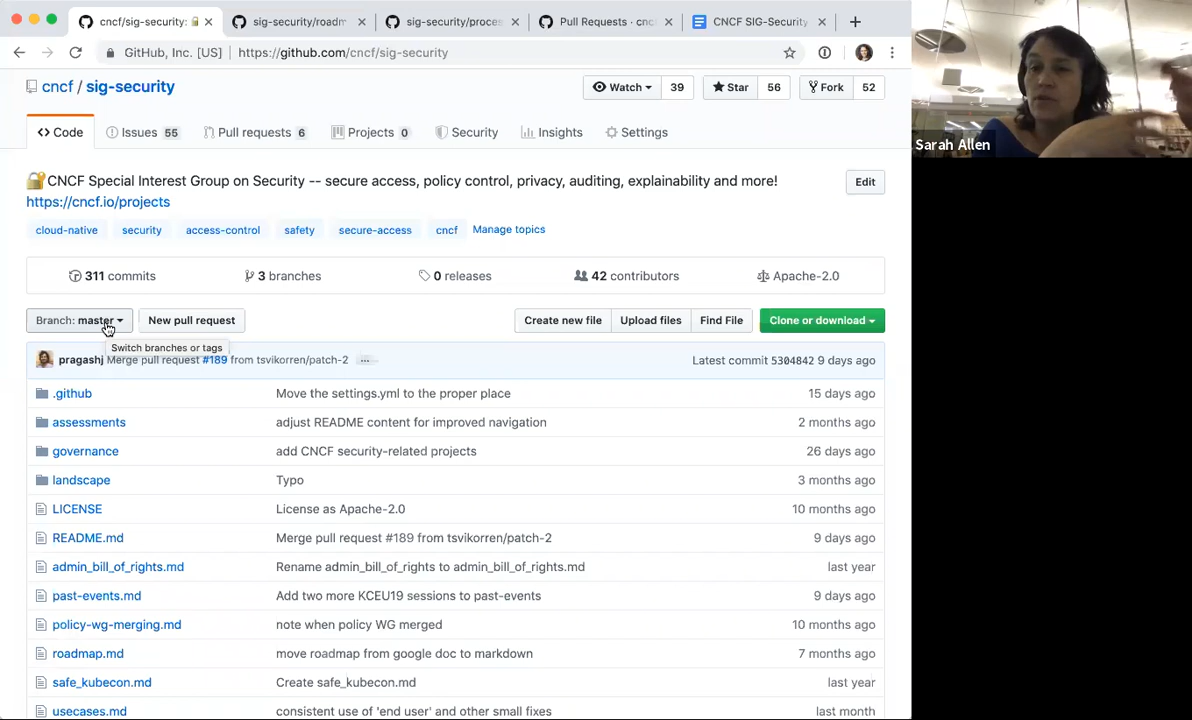 cncf/sig-security:
sig-security/roadm
sig-security/proces
Pull Requests · cnc
CNCF SIG-Security
GitHub, Inc. [US]
https://github.com/cncf/sig-security
cncf / sig-security
Watch 39
Star 56
Fork 52
Code
Issues 55
Pull requests 6
Projects 0
Security
Insights
Settings
CNCF Special Interest Group on Security -- secure access, policy control, privacy, auditing, explainability and more!
https://cncf.io/projects
Edit
cloud-native security access-control safety secure-access cncf Manage topics
311 commits
3 branches
0 releases
42 contributors
Apache-2.0
Branch: master
New pull request
Create new file
Upload files
Find File
Clone or download
Switch branches or tags
pragashj Merge pull request #189 from tsvikorren/patch-2 ...
Latest commit 5304842 9 days ago
.github Move the settings.yml to the proper place 15 days ago
assessments adjust README content for improved navigation 2 months ago
governance add CNCF security-related projects 26 days ago
landscape Typo 3 months ago
LICENSE License as Apache-2.0 10 months ago
README.md Merge pull request #189 from tsvikorren/patch-2 9 days ago
admin_bill_of_rights.md Rename admin_bill_of_rights to admin_bill_of_rights.md last year
past-events.md Add two more KCEU19 sessions to past-events 9 days ago
policy-wg-merging.md note when policy WG merged 10 months ago
roadmap.md move roadmap from google doc to markdown 7 months ago
safe_kubecon.md Create safe_kubecon.md last year
usecases.md consistent use of 'end user' and other small fixes last month
Sarah Allen